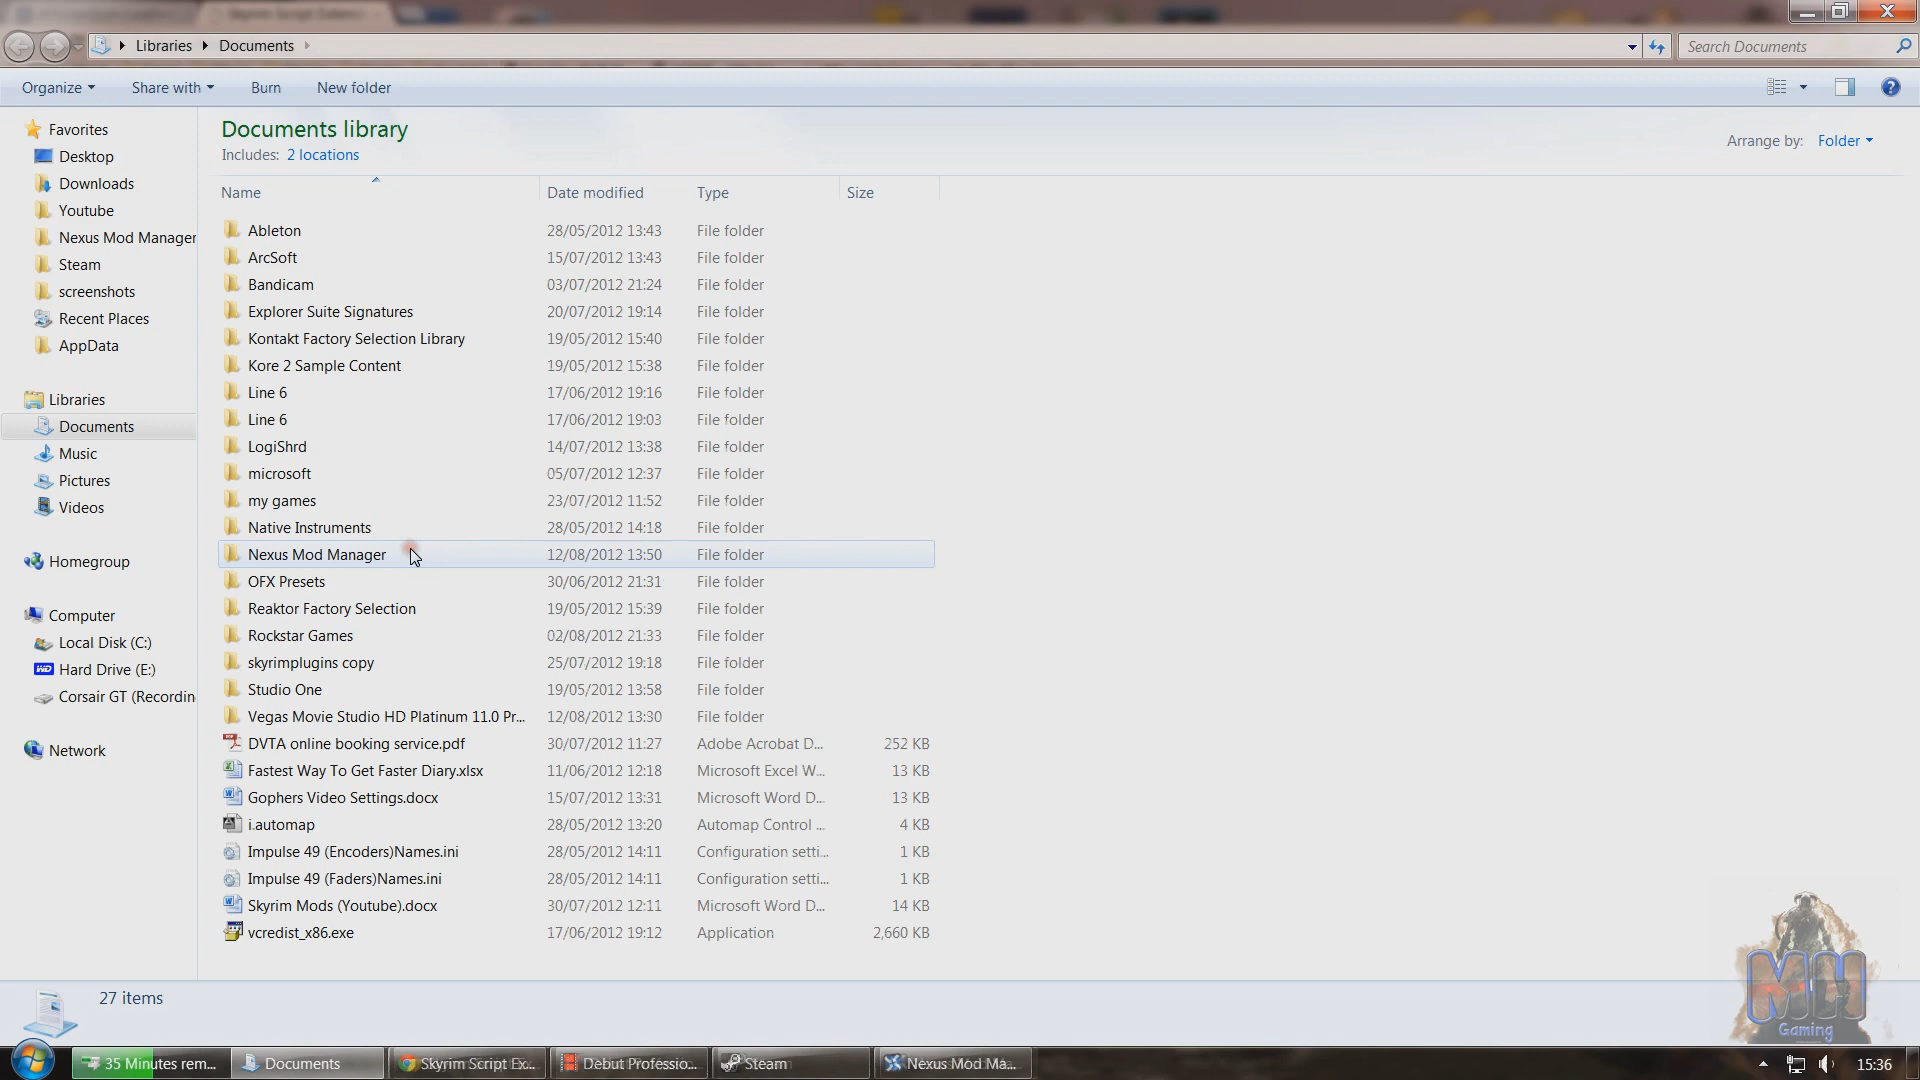 Skyrim Script Exten
Libraries Documents
Search Documents
Organize Share with Burn New folder
Favorites
Desktop
Downloads
Youtube
Nexus Mod Manager
Steam
screenshots
Recent Places
AppData
Libraries
Documents
Music
Pictures
Videos
Homegroup
Computer
Local Disk (C:)
Hard Drive (E:)
Corsair GT (Recordin
Network
Documents library
Includes: 2 locations
Arrange by: Folder
Name Date modified Type Size
Ableton 28/05/2012 13:43 File folder
ArcSoft 15/07/2012 13:43 File folder
Bandicam 03/07/2012 21:24 File folder
Explorer Suite Signatures 20/07/2012 19:14 File folder
Kontakt Factory Selection Library 19/05/2012 15:40 File folder
Kore 2 Sample Content 19/05/2012 15:38 File folder
Line 6 17/06/2012 19:16 File folder
Line 6 17/06/2012 19:03 File folder
LogiShrd 14/07/2012 13:38 File folder
microsoft 05/07/2012 12:37 File folder
my games 23/07/2012 11:52 File folder
Native Instruments 28/05/2012 14:18 File folder
Nexus Mod Manager 12/08/2012 13:50 File folder
OFX Presets 30/06/2012 21:31 File folder
Reaktor Factory Selection 19/05/2012 15:39 File folder
Rockstar Games 02/08/2012 21:33 File folder
skyrimplugins copy 25/07/2012 19:18 File folder
Studio One 19/05/2012 13:58 File folder
Vegas Movie Studio HD Platinum 11.0 Pr... 12/08/2012 13:30 File folder
DVTA online booking service.pdf 30/07/2012 11:27 Adobe Acrobat D... 252 KB
Fastest Way To Get Faster Diary.xlsx 11/06/2012 12:18 Microsoft Excel W... 13 KB
Gophers Video Settings.docx 15/07/2012 13:31 Microsoft Word D... 13 KB
i.automap 28/05/2012 13:20 Automap Control ... 4 KB
Impulse 49 (Encoders)Names.ini 28/05/2012 14:11 Configuration setti... 1 KB
Impulse 49 (Faders)Names.ini 28/05/2012 14:11 Configuration setti... 1 KB
Skyrim Mods (Youtube).docx 30/07/2012 12:11 Microsoft Word D... 14 KB
vcredist_x86.exe 17/06/2012 19:12 Application 2,660 KB
27 items
MH
Gaming
35 Minutes rem... Documents Skyrim Script Ex... Debut Professio... Steam Nexus Mod Ma... 15:36